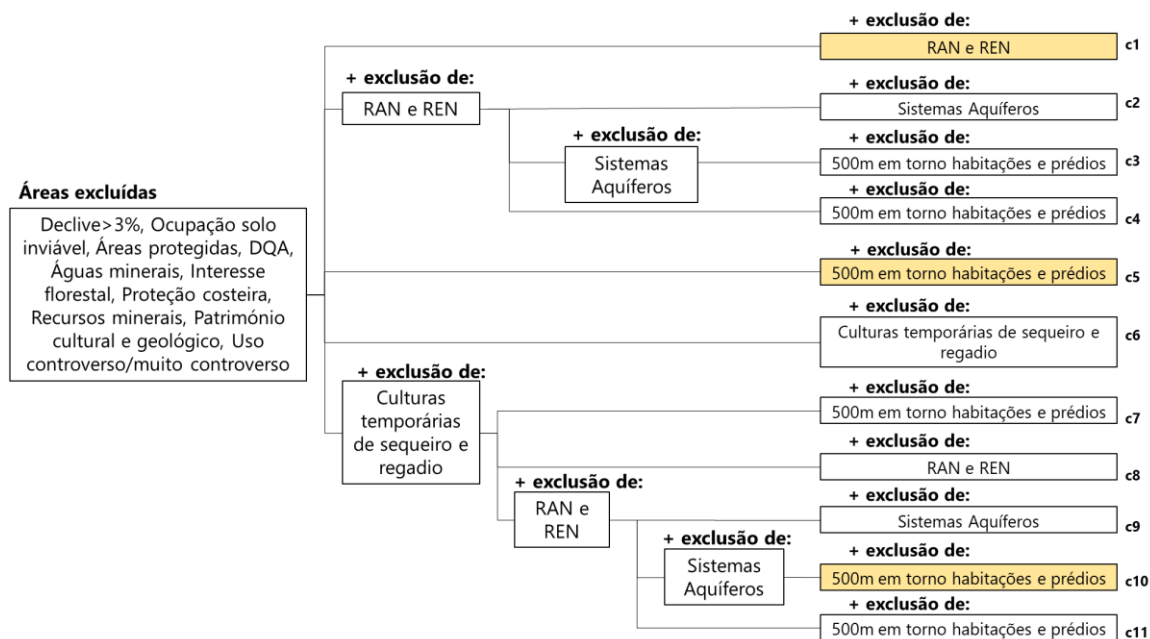 + exclusão de:
RAN e REN
c1
+ exclusão de:
RAN e REN
+ exclusão de:
Sistemas Aquíferos
c2
+ exclusão de:
Sistemas
Aquíferos
+ exclusão de:
500m em torno habitações e prédios
c3
+ exclusão de:
500m em torno habitações e prédios
c4
Áreas excluídas
Declive>3%, Ocupação solo
inviável, Áreas protegidas, DQA,
Águas minerais, Interesse
florestal, Proteção costeira,
Recursos minerais, Património
cultural e geológico, Uso
controverso/muito controverso
+ exclusão de:
500m em torno habitações e prédios
c5
+ exclusão de:
Culturas temporárias de sequeiro e
regadio
c6
+ exclusão de:
Culturas
temporárias
de sequeiro e
regadio
+ exclusão de:
500m em torno habitações e prédios
c7
+ exclusão de:
RAN e REN
c8
+ exclusão de:
RAN e
REN
+ exclusão de:
Sistemas Aquíferos
c9
+ exclusão de:
Sistemas
Aquíferos
+ exclusão de:
500m em torno habitações e prédios
c10
+ exclusão de:
500m em torno habitações e prédios
c11